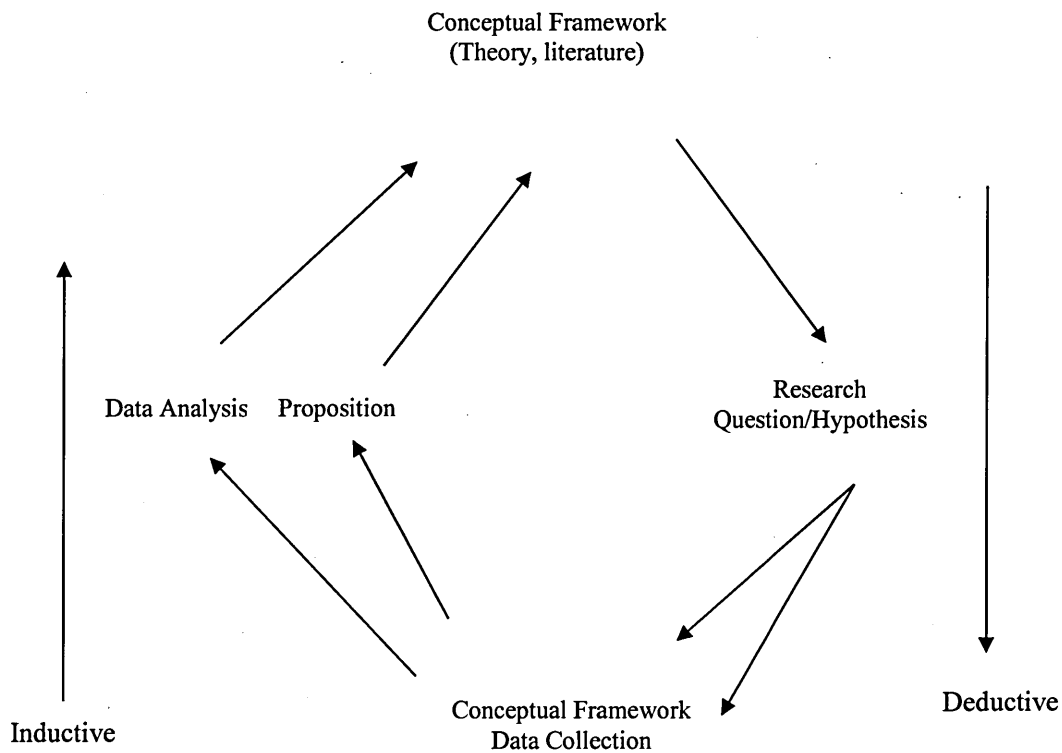 Conceptual Framework
(Theory, literature)
Data Analysis
Proposition
Research
Question/Hypothesis
Inductive
Conceptual Framework
Data Collection
Deductive